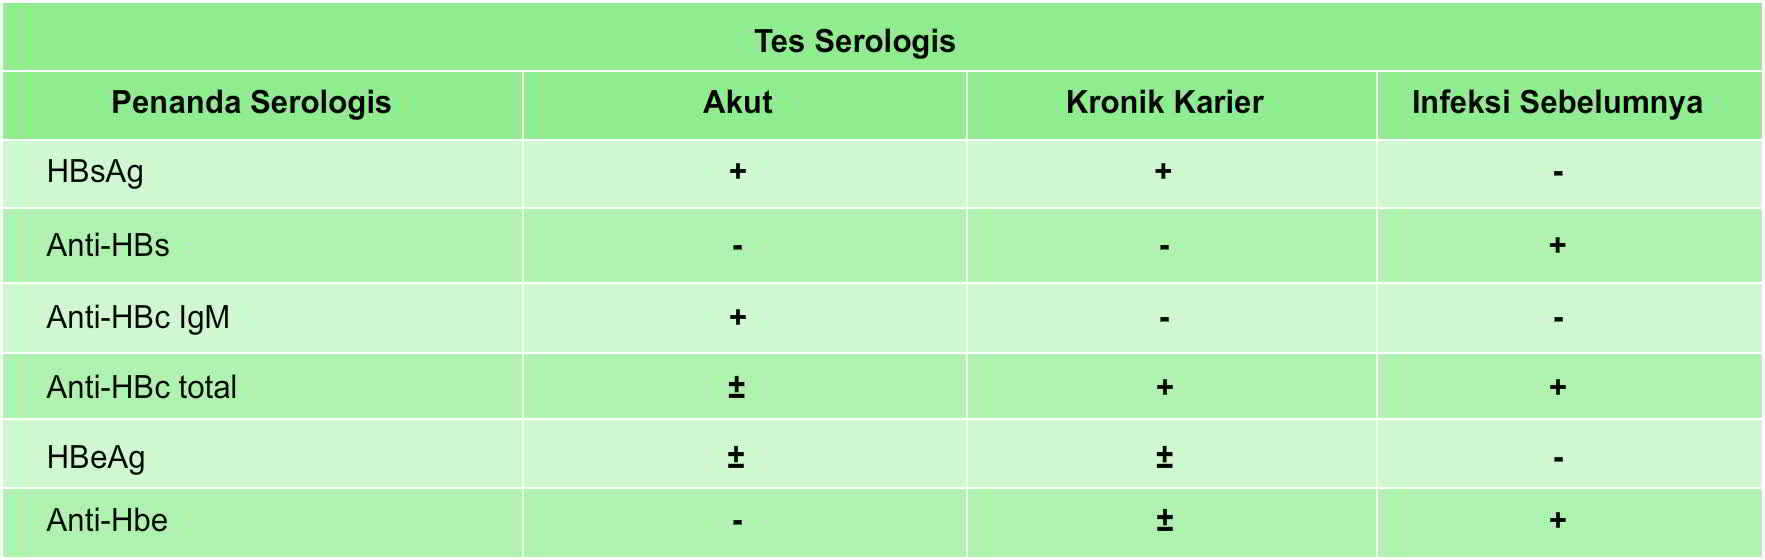 Tes Serologis
Penanda Serologis Akut Kronik Karier Infeksi Sebelumnya
HBsAg + + -
Anti-HBs - - +
Anti-HBc IgM + - -
Anti-HBc total ± + +
HBeAg ± ± -
Anti-Hbe - ± +